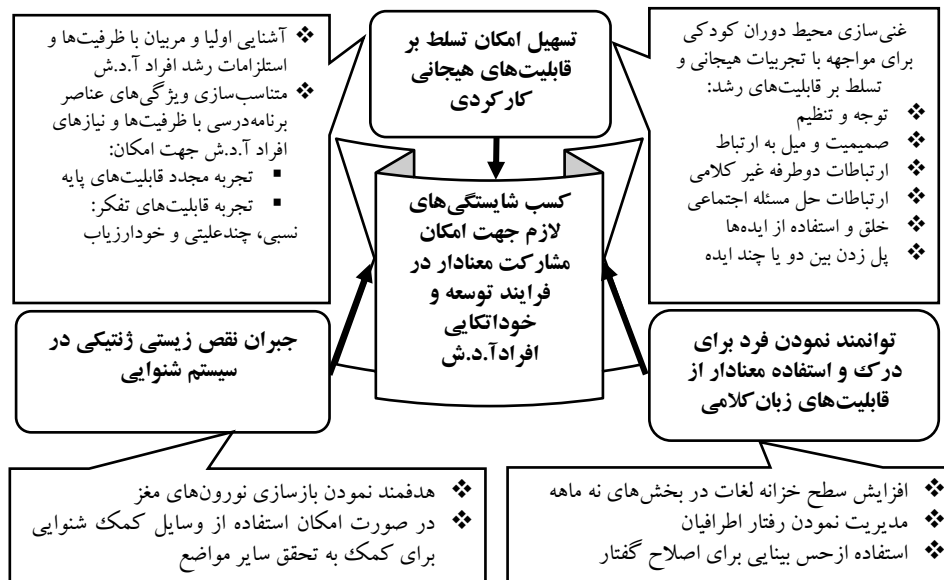 غنی‌سازی محیط دوران کودکی
برای مواجهه با تجربیات هیجانی و
تسلط بر قابلیت‌های رشد:
❖ توجه و تنظیم
❖ صمیمیت و میل به ارتباط
❖ ارتباطات دوطرفه غیر کلامی
❖ ارتباطات حل مسئله اجتماعی
❖ خلق و استفاده از ایده‌ها
❖ پل زدن بین دو یا چند ایده
تسهیل امکان تسلط بر
قابلیت‌های هیجانی
کارکردی
❖ آشنایی اولیا و مربیان با ظرفیت‌ها و
استلزامات رشد افراد آ.د.ش
❖ متناسب‌سازی ویژگی‌های عناصر
برنامه‌درسی با ظرفیت‌ها و نیازهای
افراد آ.د.ش جهت امکان:
▪ تجربه مجدد قابلیت‌های پایه
▪ تجربه قابلیت‌های تفکر:
نسبی، چندعلیتی و خودارزیاب
کسب شایستگی‌های
لازم جهت امکان
مشارکت معنادار در
فرایند توسعه و
خوداتکایی
افرادآ.د.ش
توانمند نمودن فرد برای
درک و استفاده معنادار از
قابلیت‌های زبان‌کلامی
جبران نقص زیستی ژنتیکی در
سیستم شنوایی
❖ افزایش سطح خزانه لغات در بخش‌های نه ماهه
❖ مدیریت نمودن رفتار اطرافیان
❖ استفاده ازحس بینایی برای اصلاح گفتار
❖ هدفمند نمودن بازسازی نورون‌های مغز
❖ در صورت امکان استفاده از وسایل کمک شنوایی
برای کمک به تحقق سایر مواضع